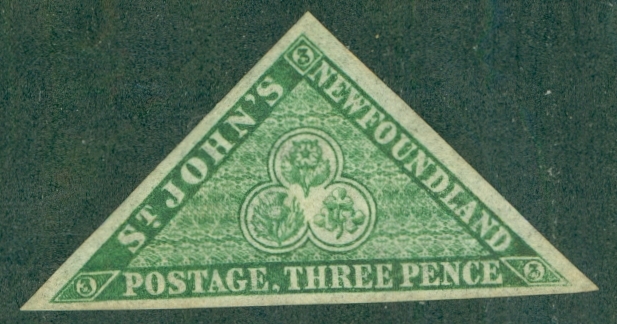 3
ST JOHN'S
NEWFOUNDLAND
3 POSTAGE, THREE PENCE 3